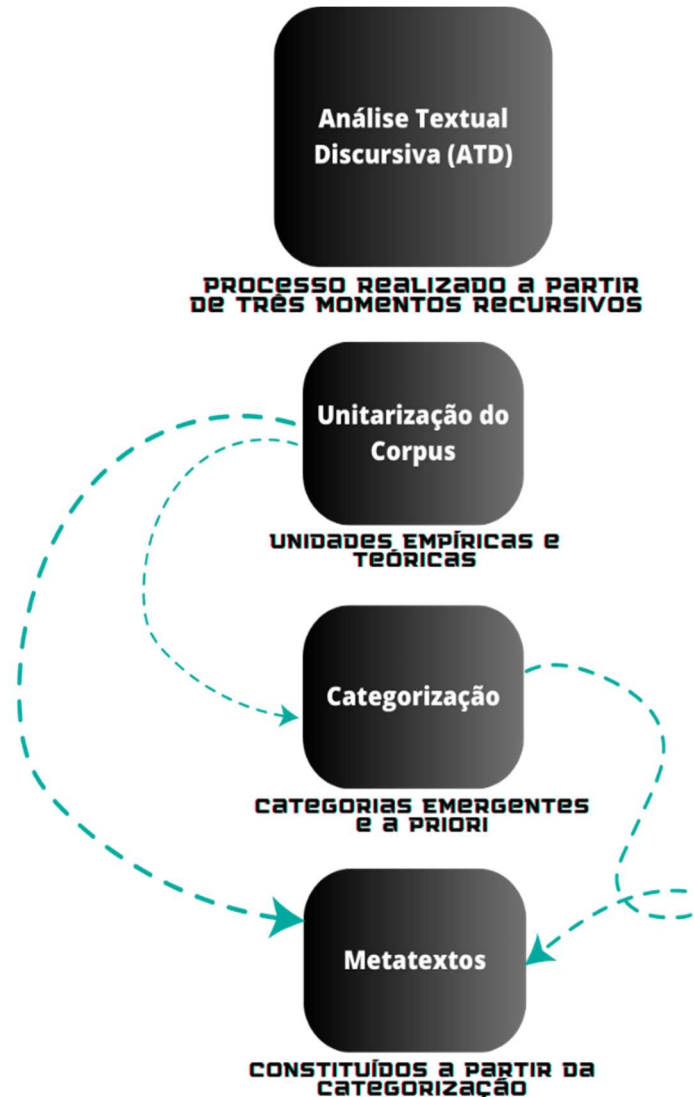 Análise Textual
Discursiva (ATD)
PROCESSO REALIZADO A PARTIR
DE TRÊS MOMENTOS RECURSIVOS
Unitarização do
Corpus
UNIDADES EMPÍRICAS E
TEÓRICAS
Categorização
CATEGORIAS EMERGENTES
E A PRIORI
Metatextos
CONSTITUÍDOS A PARTIR DA
CATEGORIZAÇÃO